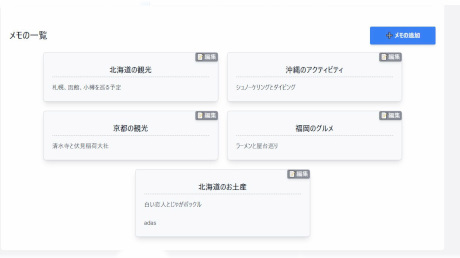 メモの一覧
メモの追加
編集
北海道の観光
札幌、函館、小樽を巡る予定
編集
沖縄のアクティビティ
シュノーケリングとダイビング
編集
京都の観光
清水寺と伏見稲荷大社
編集
福岡のグルメ
ラーメンと屋台巡り
編集
北海道のお土産
白い恋人とじゃがポックル
adas